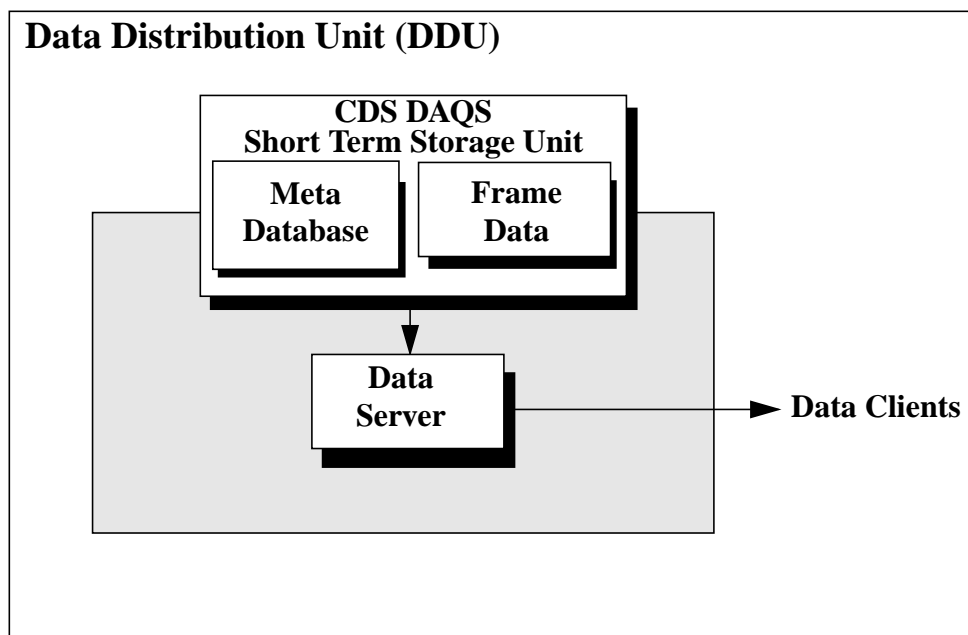 Data Distribution Unit (DDU)
CDS DAQS
Short Term Storage Unit
Meta
Database
Frame
Data
Data
Server
Data Clients